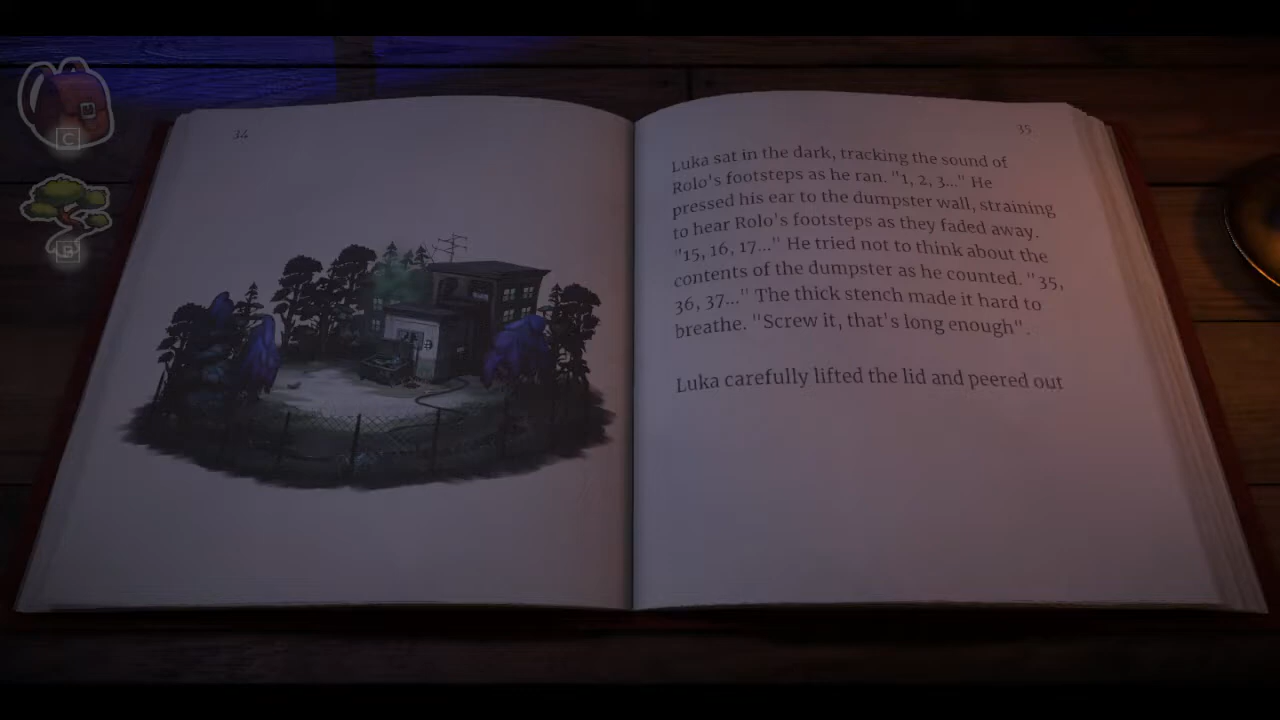 C
B
34
35
Luka sat in the dark, tracking the sound of
Rolo's footsteps as he ran. "1, 2, 3..." He
pressed his ear to the dumpster wall, straining
to hear Rolo's footsteps as they faded away.
"15, 16, 17..." He tried not to think about the
contents of the dumpster as he counted. "35,
36, 37..." The thick stench made it hard to
breathe. "Screw it, that's long enough".
Luka carefully lifted the lid and peered out